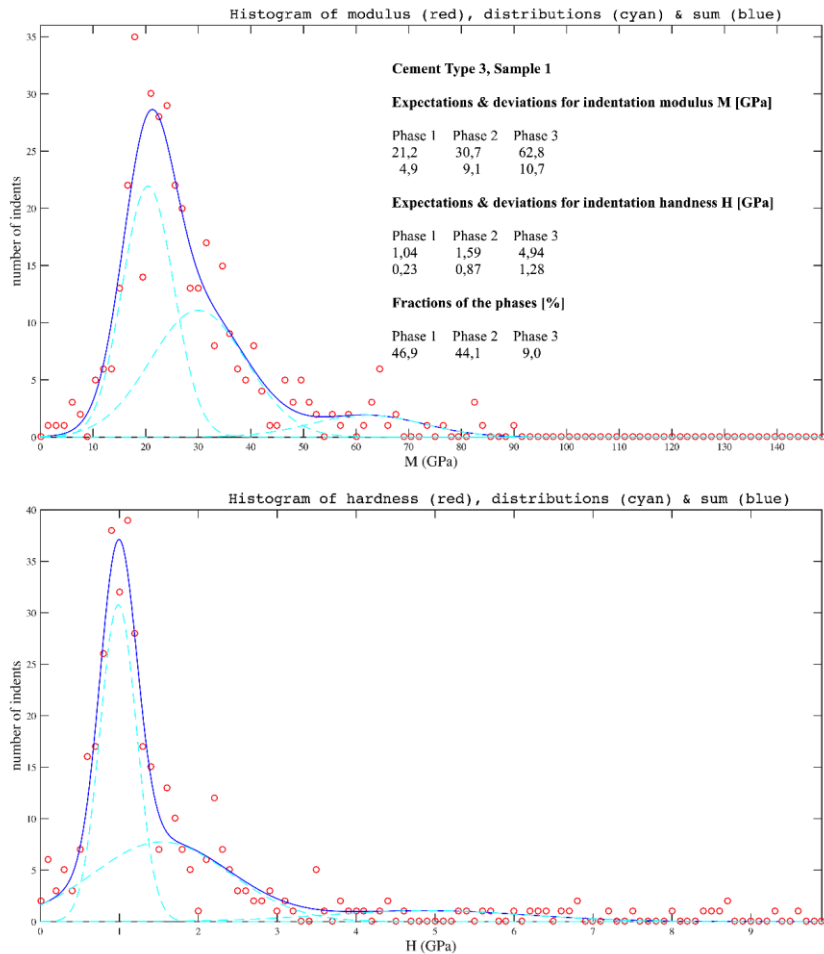 Histogram of modulus (red), distributions (cyan) & sum (blue)
35
30
25
20
15
10
5
0
number of indents
Cement Type 3, Sample 1
Expectations & deviations for indentation modulus M [GPa]
Phase 1 Phase 2 Phase 3
21,2 30,7 62,8
4,9 9,1 10,7
Expectations & deviations for indentation handness H [GPa]
Phase 1 Phase 2 Phase 3
1,04 1,59 4,94
0,23 0,87 1,28
Fractions of the phases [%]
Phase 1 Phase 2 Phase 3
46,9 44,1 9,0
0 10 20 30 40 50 60 70 80 90 100 110 120 130 140
M (GPa)
Histogram of hardness (red), distributions (cyan) & sum (blue)
40
35
30
25
20
15
10
5
0
number of indents
0 1 2 3 4 5 6 7 8 9
H (GPa)